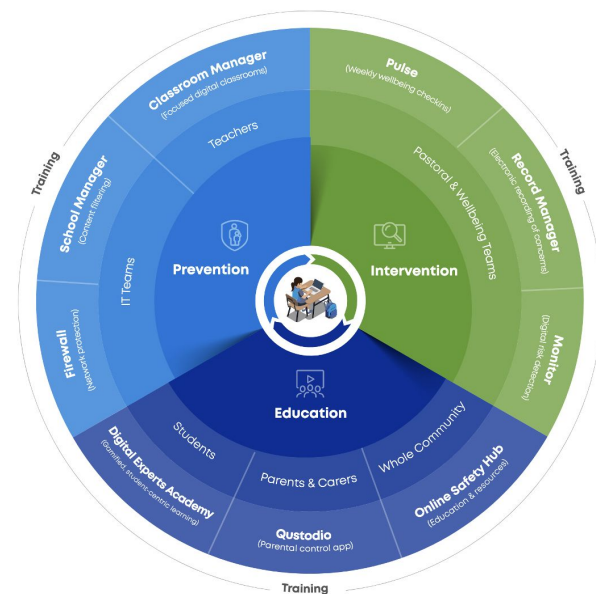 Training
Classroom Manager
(Focused digital classrooms)
Teachers
School Manager
(Content filtering)
IT Teams
Firewall
(Network protection)
Prevention
Pulse
(Weekly wellbeing checkins)
Record Manager
(Electronic recording of concerns)
Monitor
(Digital risk detection)
Pastoral & Wellbeing Teams
Intervention
Training
Education
Students
Parents & Carers
Whole Community
Digital Experts Academy
(Gamified, student-centric learning)
Qustodio
(Parental control app)
Online Safety Hub
(Education & resources)
Training